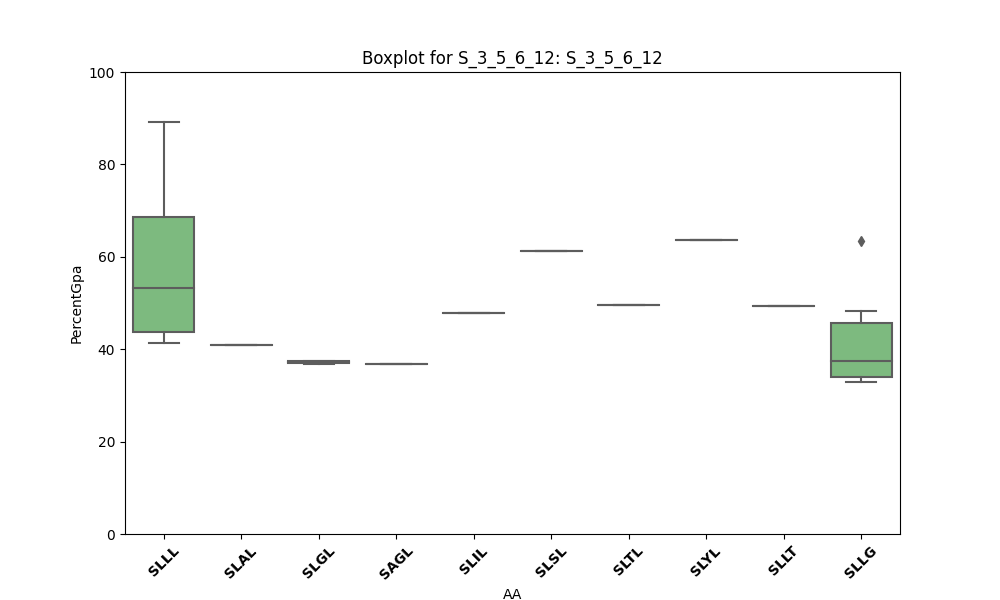 Boxplot for S_3_5_6_12: S_3_5_6_12
100
80
60
40
20
0
PercentGpa
SLLL
SLAL
SLGL
SAGL
SLIL
SLSL
SLTL
SLYL
SLLT
SLLG
AA